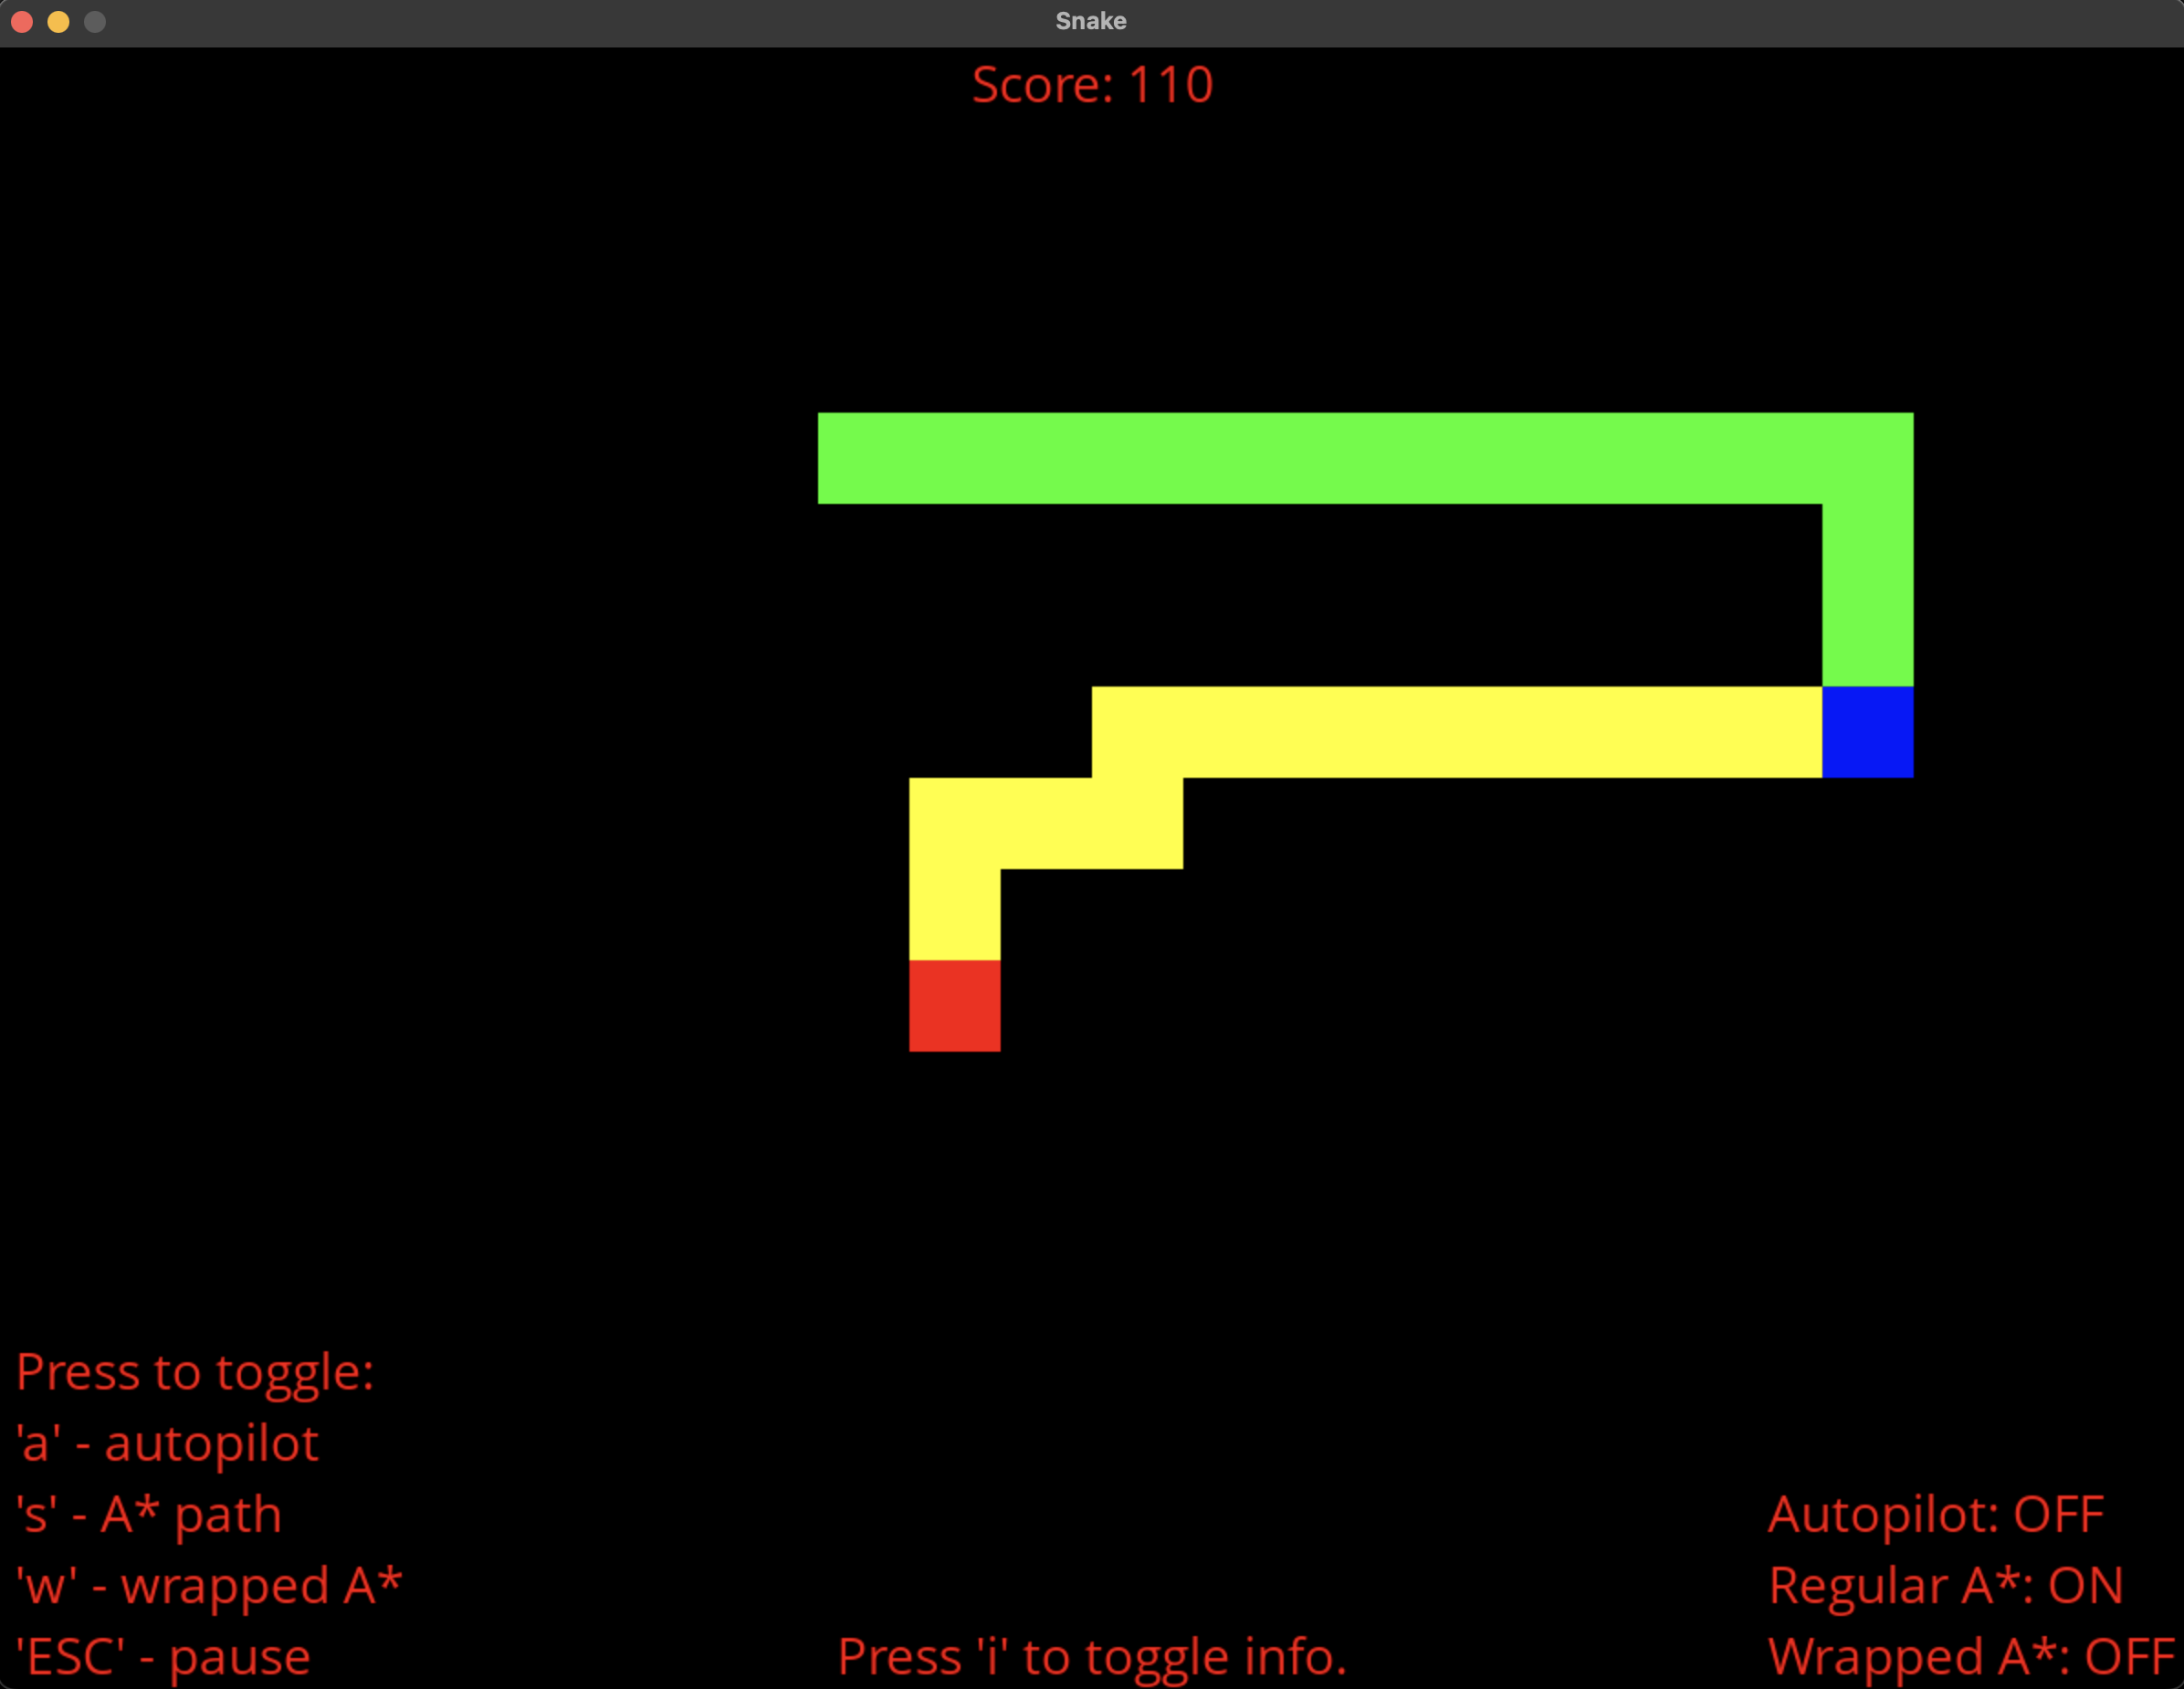 Snake
Score: 110
Press to toggle:
'a' - autopilot
's' - A* path
'w' - wrapped A*
'ESC' - pause
Press 'i' to toggle info.
Autopilot: OFF
Regular A*: ON
Wrapped A*: OFF